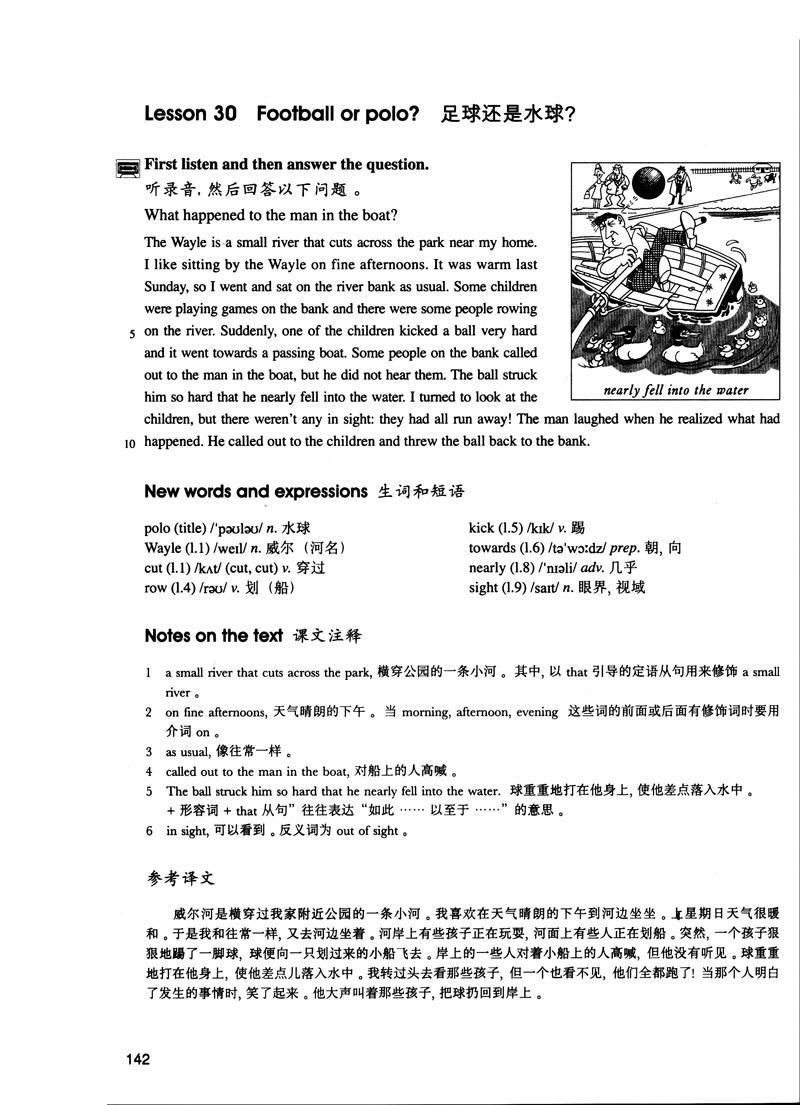 Lesson 30 Football or polo? 足球还是水球?
First listen and then answer the question.
听录音, 然后回答以下问题 。
What happened to the man in the boat?
The Wayle is a small river that cuts across the park near my home.
I like sitting by the Wayle on fine afternoons. It was warm last
Sunday, so I went and sat on the river bank as usual. Some children
were playing games on the bank and there were some people rowing
5 on the river. Suddenly, one of the children kicked a ball very hard
and it went towards a passing boat. Some people on the bank called
out to the man in the boat, but he did not hear them. The ball struck
him so hard that he nearly fell into the water. I turned to look at the
nearly fell into the water
children, but there weren't any in sight: they had all run away! The man laughed when he realized what had
10 happened. He called out to the children and threw the ball back to the bank.
New words and expressions 生词和短语
polo (title) /ˈpəʊləʊ/ n. 水球
Wayle (l.1) /weɪl/ n. 威尔（河名）
cut (l.1) /kʌt/ (cut, cut) v. 穿过
row (l.4) /rəʊ/ v. 划（船）
kick (l.5) /kɪk/ v. 踢
towards (l.6) /təˈwɔːdz/ prep. 朝, 向
nearly (l.8) /ˈnɪəli/ adv. 几乎
sight (l.9) /saɪt/ n. 眼界, 视域
Notes on the text 课文注释
1 a small river that cuts across the park, 横穿公园的一条小河 。其中, 以 that 引导的定语从句用来修饰 a small
river 。
2 on fine afternoons, 天气晴朗的下午 。当 morning, afternoon, evening 这些词的前面或后面有修饰词时要用
介词 on 。
3 as usual, 像往常一样 。
4 called out to the man in the boat, 对船上的人高喊 。
5 The ball struck him so hard that he nearly fell into the water. 球重重地打在他身上, 使他差点落入水中 。
+ 形容词 + that 从句” 往往表达 “如此 …… 以至于 ……” 的意思 。
6 in sight, 可以看到 。反义词为 out of sight 。
参考译文
威尔河是横穿过我家附近公园的一条小河 。我喜欢在天气晴朗的下午到河边坐坐 。上星期日天气很暖
和 。于是我和往常一样, 又去河边坐着 。河岸上有些孩子正在玩耍, 河面上有些人正在划船 。突然, 一个孩子狠
狠地踢了一脚球, 球便向一只划过来的小船飞去 。岸上的一些人对着小船上的人高喊, 但他没有听见 。球重重
地打在他身上, 使他差点儿落入水中 。我转过头去看那些孩子, 但一个也看不见, 他们全都跑了! 当那个人明白
了发生的事情时, 笑了起来 。他大声叫着那些孩子, 把球扔回到岸上 。
142